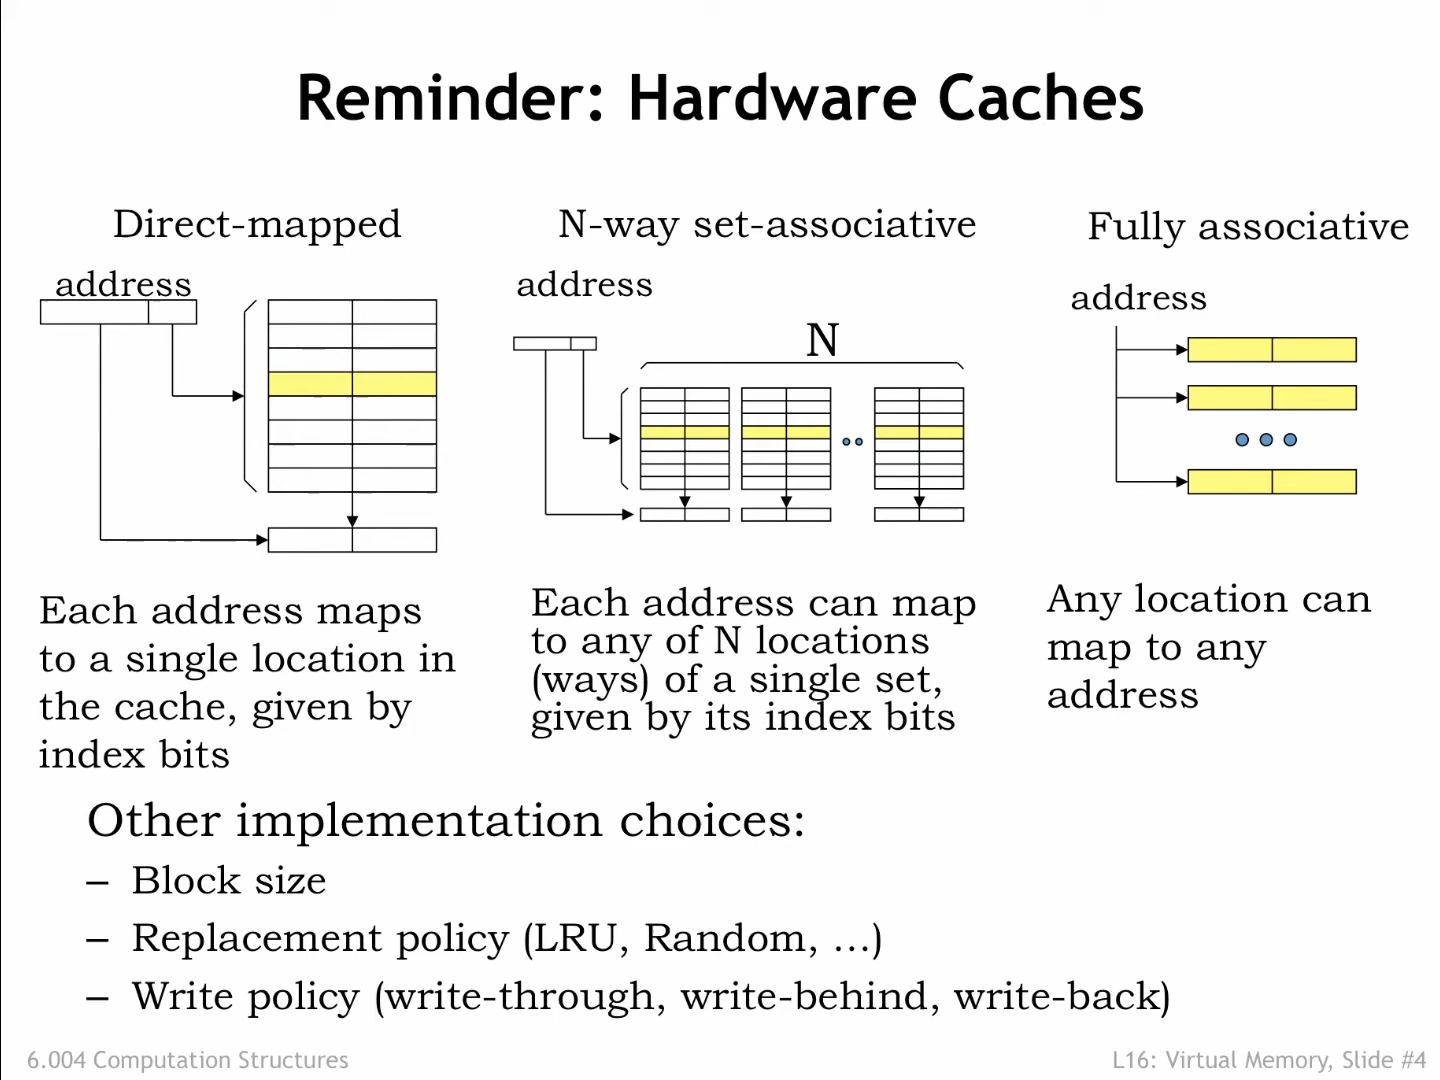 Reminder: Hardware Caches
Direct-mapped
address
Each address maps
to a single location in
the cache, given by
index bits
N-way set-associative
address
N
Each address can map
to any of N locations
(ways) of a single set,
given by its index bits
Fully associative
address
Any location can
map to any
address
Other implementation choices:
– Block size
– Replacement policy (LRU, Random, …)
– Write policy (write-through, write-behind, write-back)
6.004 Computation Structures
L16: Virtual Memory, Slide #4